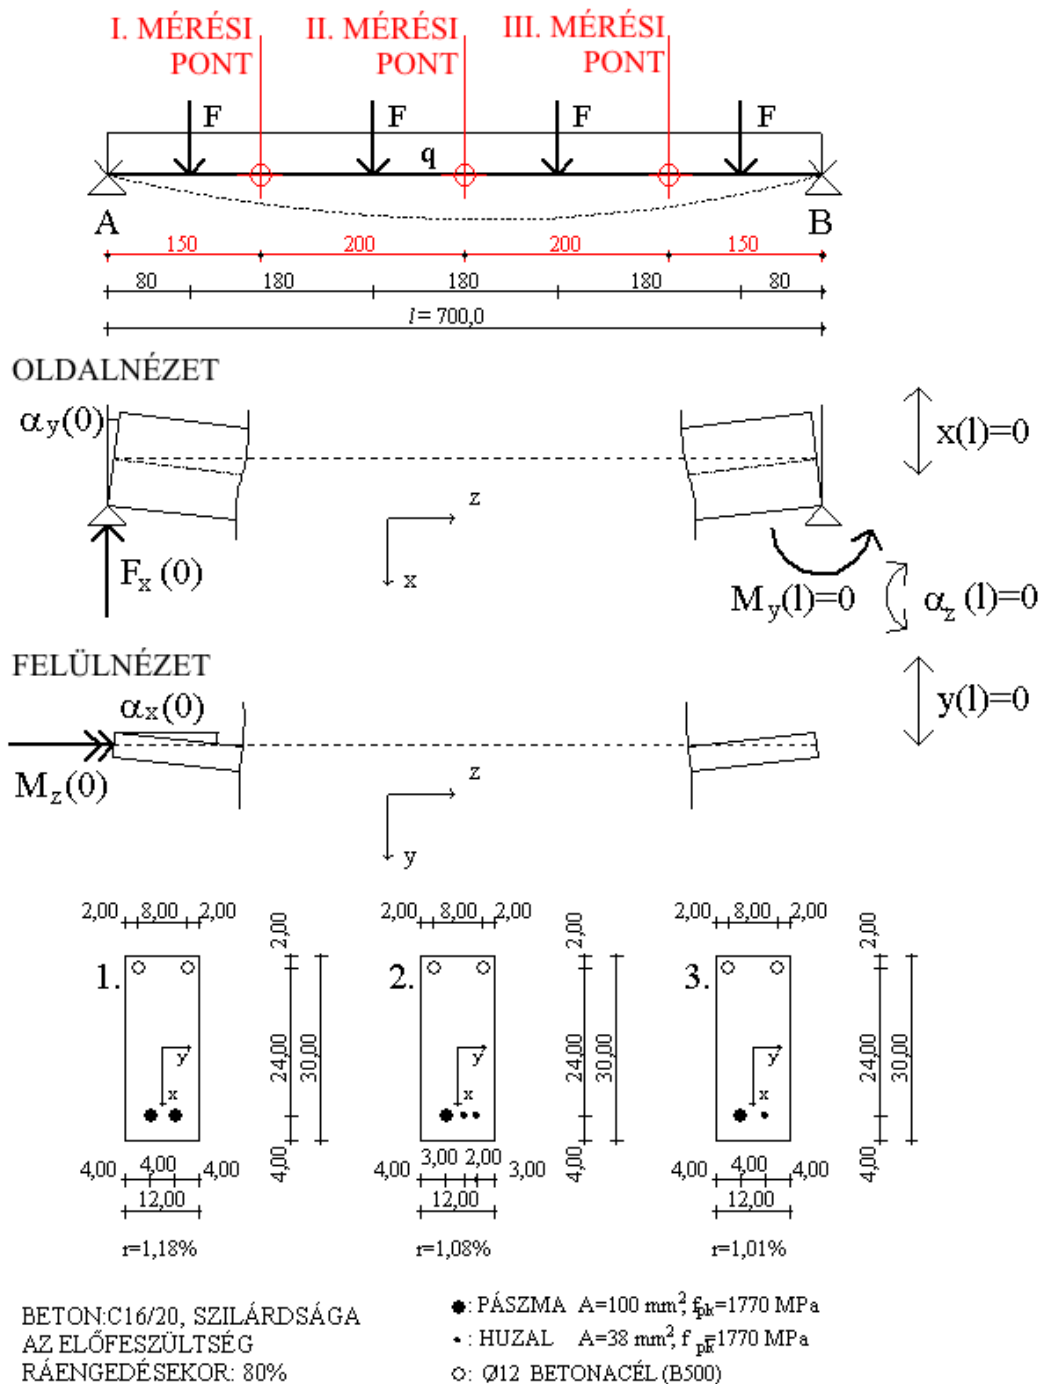 I. MÉRÉSI PONT
II. MÉRÉSI PONT
III. MÉRÉSI PONT
F F F F
q
A B
150 200 200 150
80 180 180 180 80
l = 700,0
OLDALNÉZET
αy(0)
x(l)=0
z
x
Fx (0)
My(l)=0
αz (l)=0
FELÜLNÉZET
αx(0)
y(l)=0
Mz(0)
z
y
2,00 8,00 2,00 2,00 8,00 2,00 2,00 8,00 2,00
2,00 2,00 2,00
1. 2. 3.
y y y
x x x
24,00 30,00 24,00 30,00 24,00 30,00
4,00 4,00 4,00
4,00 4,00 4,00 4,00 3,00 2,00 3,00 4,00 4,00 4,00
12,00 12,00 12,00
r=1,18% r=1,08% r=1,01%
BETON:C16/20, SZILÁRDSÁGA
AZ ELŐFESZÜLTSÉG
RÁENGEDÉSEKOR: 80%
: PÁSZMA A=100 mm², fpk=1770 MPa
: HUZAL A=38 mm², fpk=1770 MPa
: Ø12 BETONACÉL (B500)